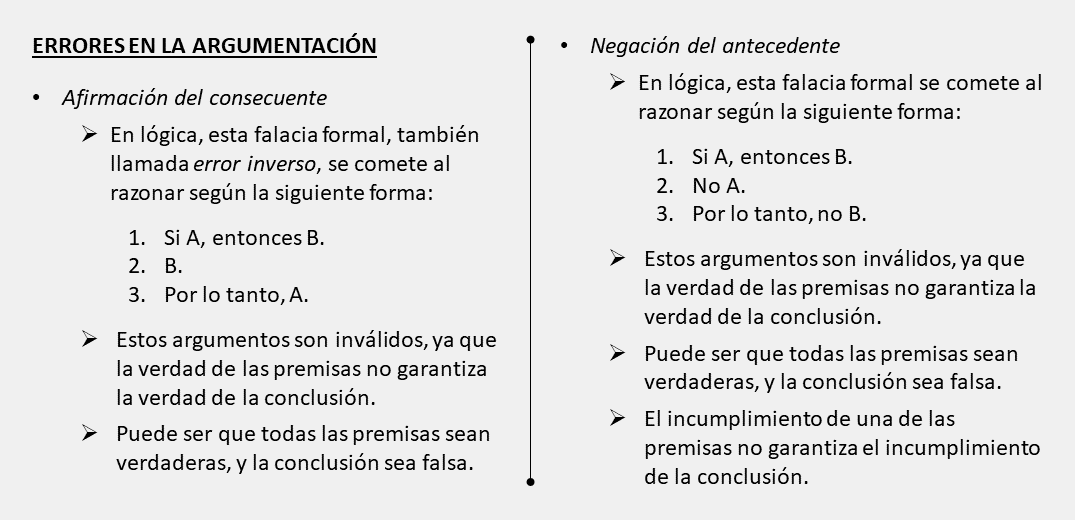 ERRORES EN LA ARGUMENTACIÓN
• Afirmación del consecuente
➢ En lógica, esta falacia formal, también
llamada error inverso, se comete al
razonar según la siguiente forma:
1. Si A, entonces B.
2. B.
3. Por lo tanto, A.
➢ Estos argumentos son inválidos, ya que
la verdad de las premisas no garantiza
la verdad de la conclusión.
➢ Puede ser que todas las premisas sean
verdaderas, y la conclusión sea falsa.
• Negación del antecedente
➢ En lógica, esta falacia formal se comete al
razonar según la siguiente forma:
1. Si A, entonces B.
2. No A.
3. Por lo tanto, no B.
➢ Estos argumentos son inválidos, ya que
la verdad de las premisas no garantiza la
verdad de la conclusión.
➢ Puede ser que todas las premisas sean
verdaderas, y la conclusión sea falsa.
➢ El incumplimiento de una de las
premisas no garantiza el incumplimiento
de la conclusión.